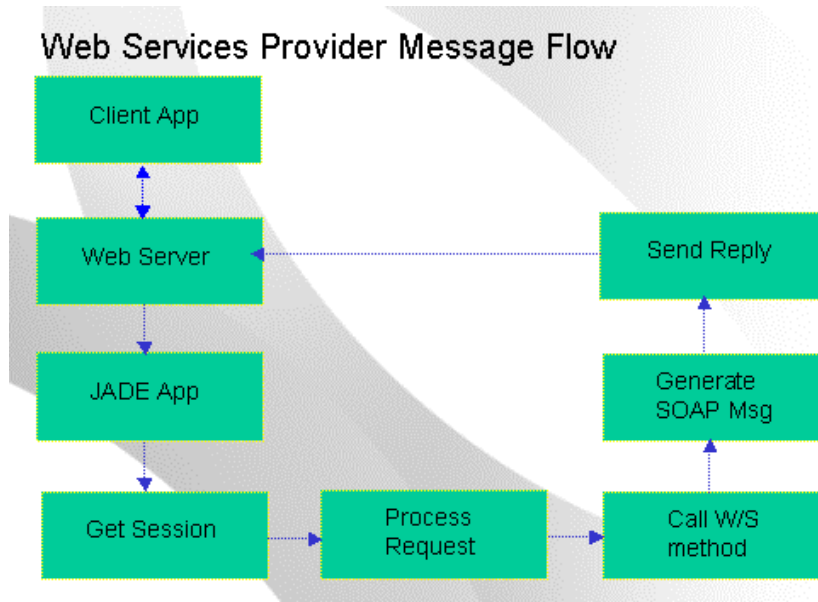 Web Services Provider Message Flow
Client App
Web Server
Send Reply
JADE App
Generate
SOAP Msg
Get Session
Process
Request
Call W/S
method